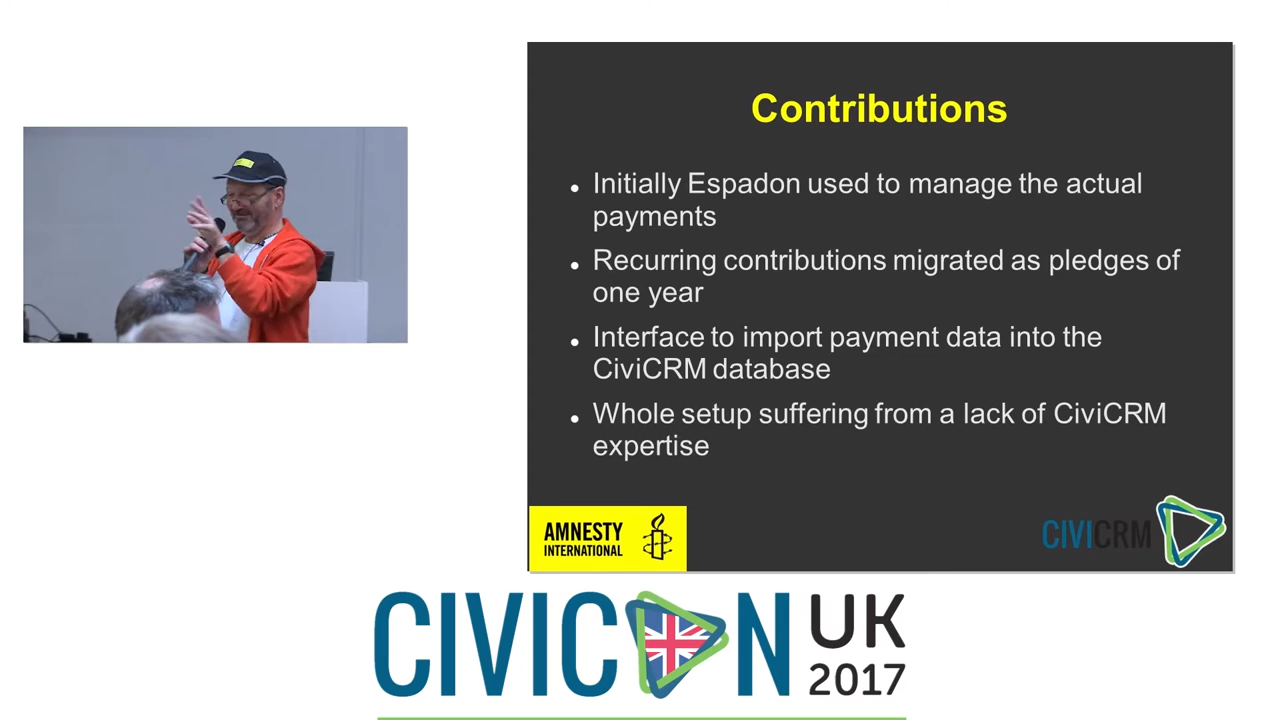 Contributions
● Initially Espadon used to manage the actual
payments
● Recurring contributions migrated as pledges of
one year
● Interface to import payment data into the
CiviCRM database
● Whole setup suffering from a lack of CiviCRM
expertise
AMNESTY
INTERNATIONAL
CIVICRM
CIVICON UK
2017